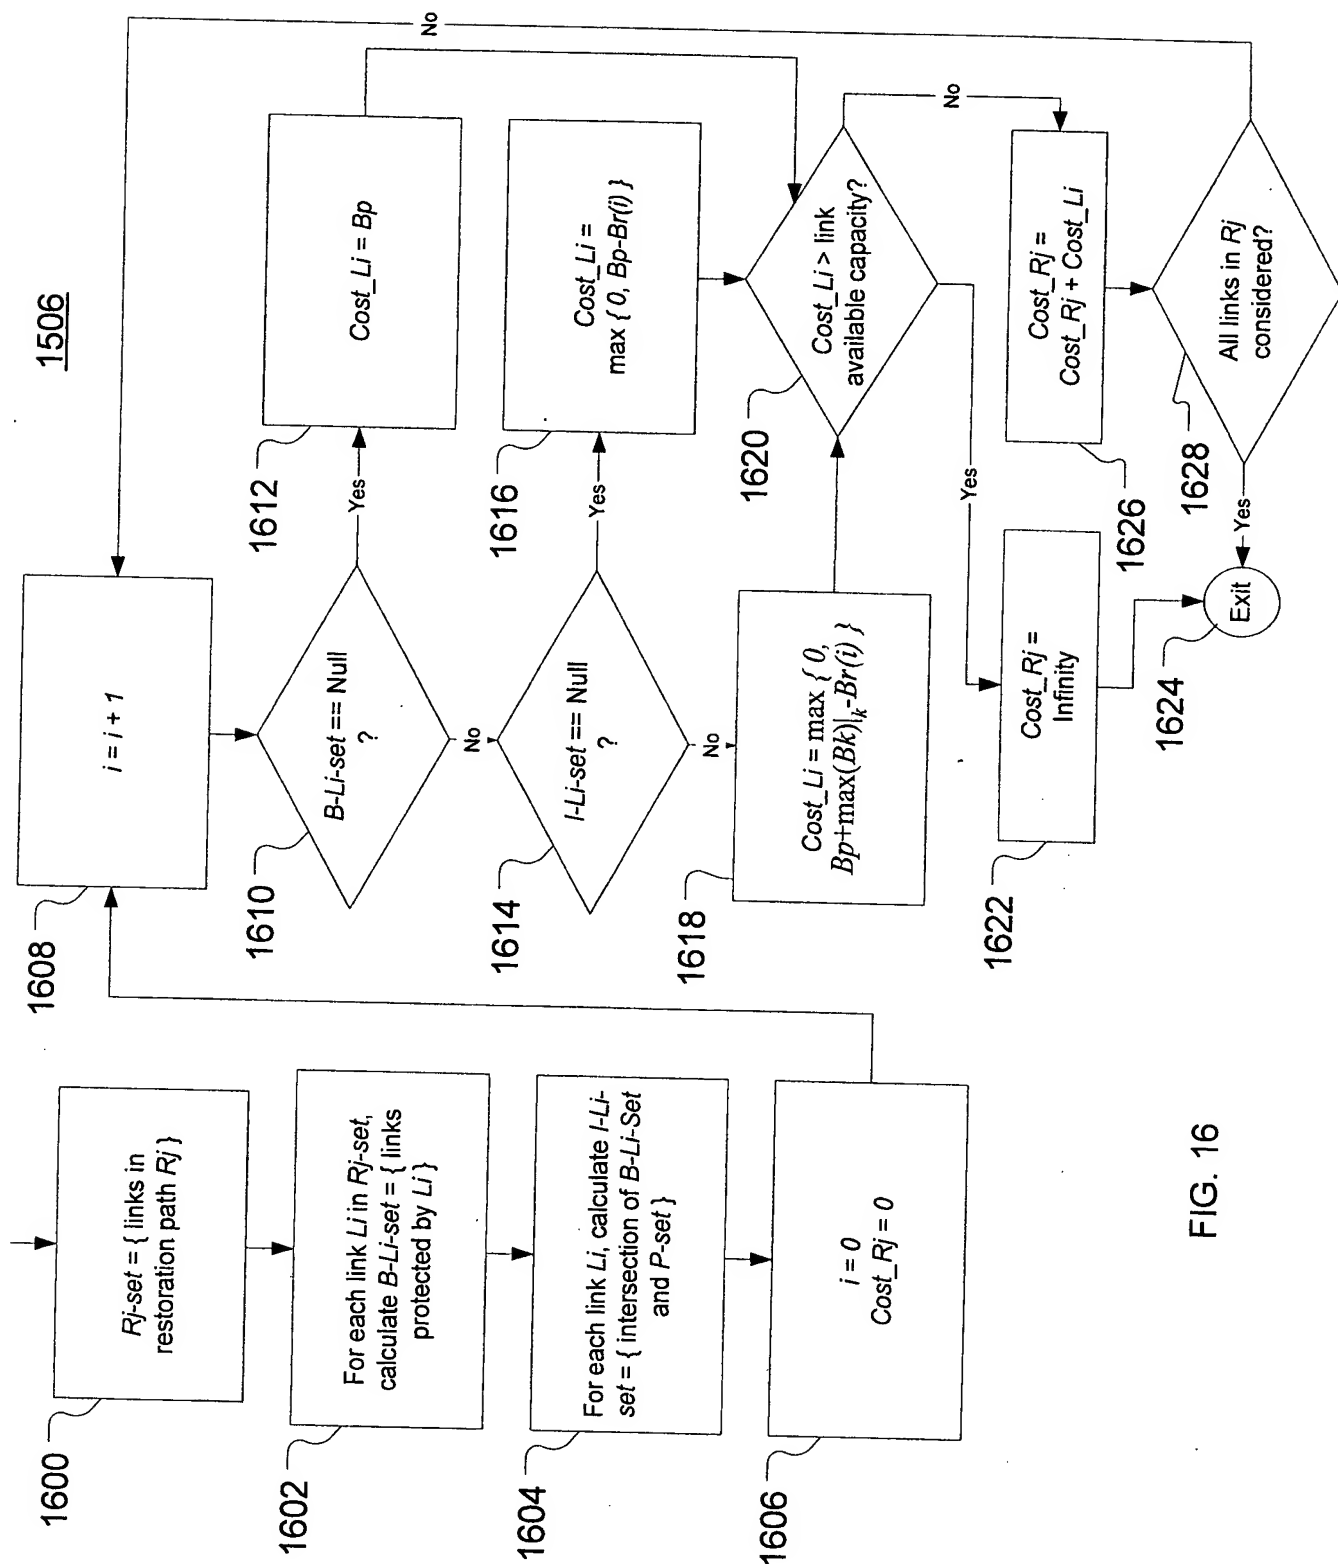 1506
1600
Rj-set = { links in
restoration path Rj }
1602
For each link Li in Rj-set,
calculate B-Li-set = { links
protected by Li }
1604
For each link Li, calculate I-Li-
set = { intersection of B-Li-Set
and P-set }
1606
i = 0
Cost_Rj = 0
1608
i = i + 1
1610
B-Li-set == Null
?
Yes
No
1612
Cost_Li = Bp
1614
I-Li-set == Null
?
Yes
No
1616
Cost_Li =
max { 0, Bp-Br(i) }
1618
Cost_Li = max { 0,
Bp+max(Bk)|k-Br(i) }
1620
Cost_Li > link
available capacity?
Yes
No
1622
Cost_Rj =
Infinity
1624
Exit
1626
Cost_Rj =
Cost_Rj + Cost_Li
1628
All links in Rj
considered?
Yes
No
FIG. 16